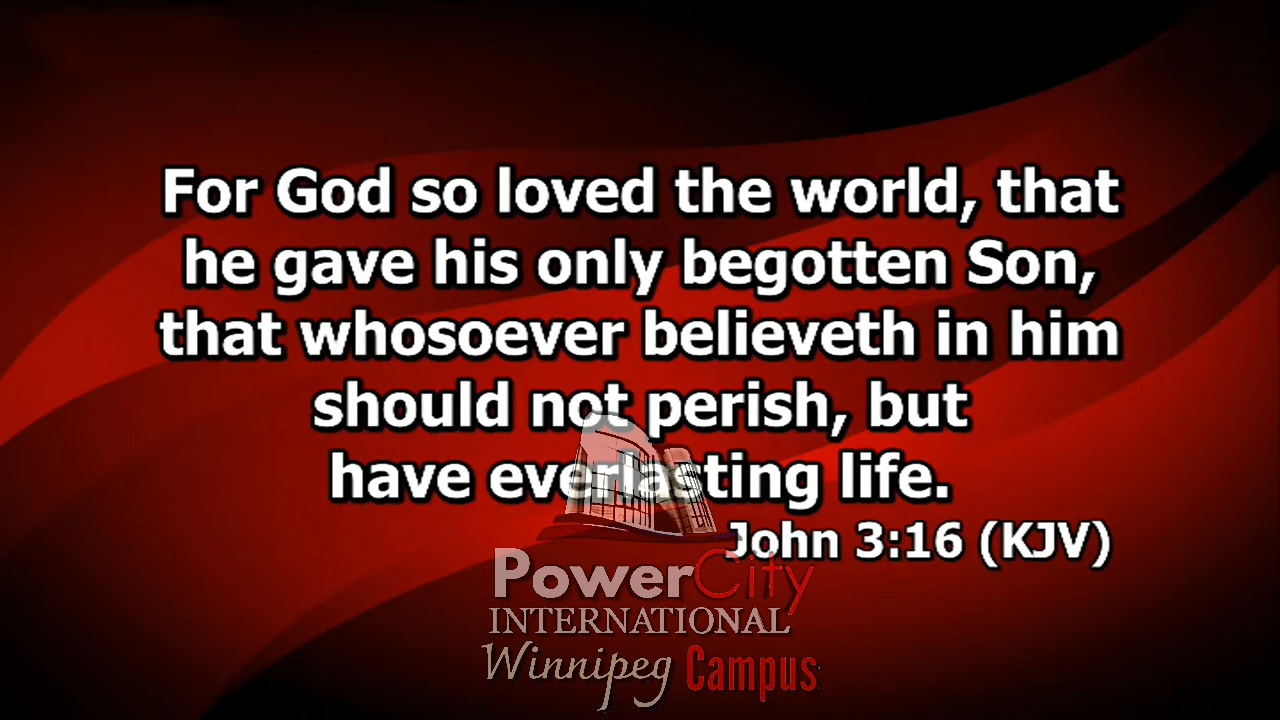 For God so loved the world, that
he gave his only begotten Son,
that whosoever believeth in him
should not perish, but
have everlasting life.
John 3:16 (KJV)
PowerCity
INTERNATIONAL
Winnipeg Campus